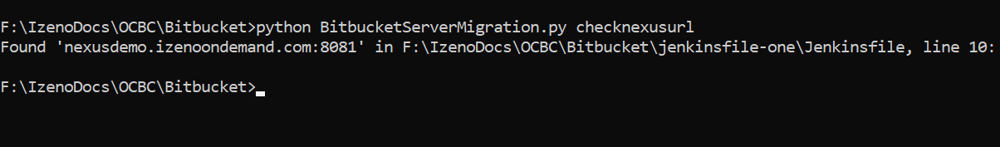 F:\IzenoDocs\OCBC\Bitbucket>python BitbucketServerMigration.py checknexusurl
Found 'nexusdemo.izenoondemand.com:8081' in F:\IzenoDocs\OCBC\Bitbucket\jenkinsfile-one\Jenkinsfile, line 10:
F:\IzenoDocs\OCBC\Bitbucket>